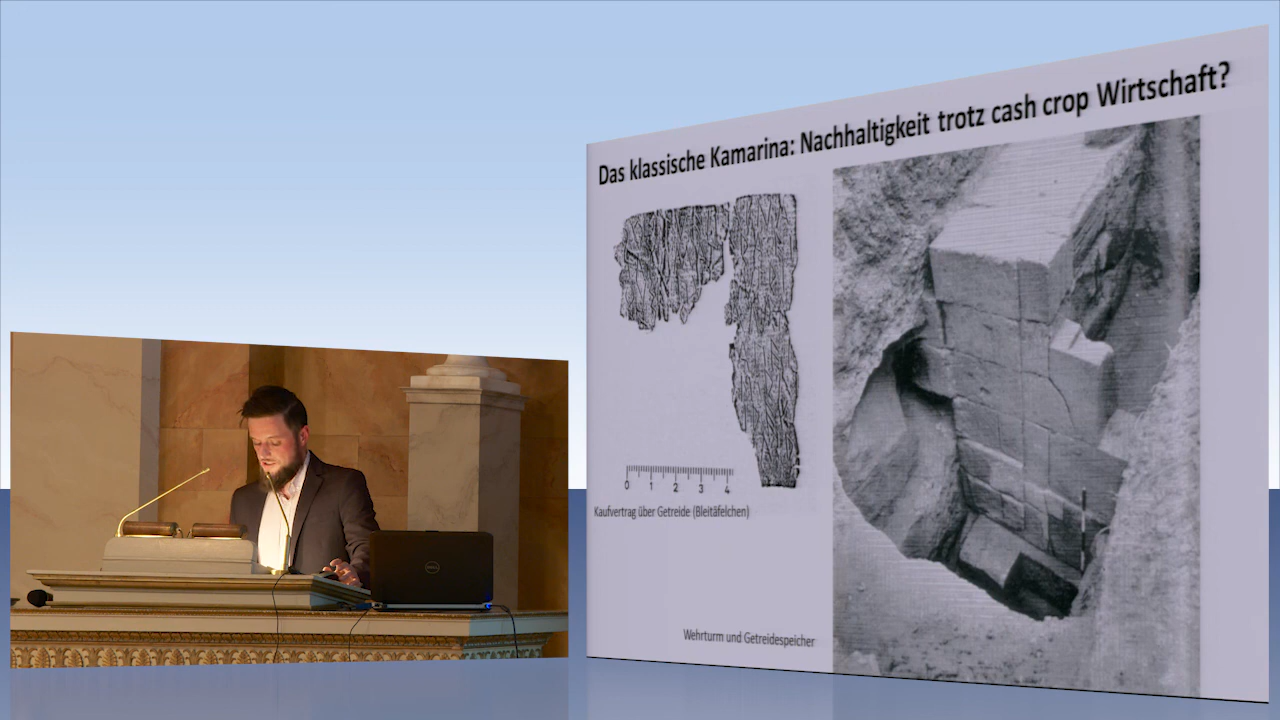 Das klassische Kamarina: Nachhaltigkeit trotz cash crop Wirtschaft?
0 1 2 3 4
Kaufvertrag über Getreide (Bleitäfelchen)
Wehrturm und Getreidespeicher
DELL